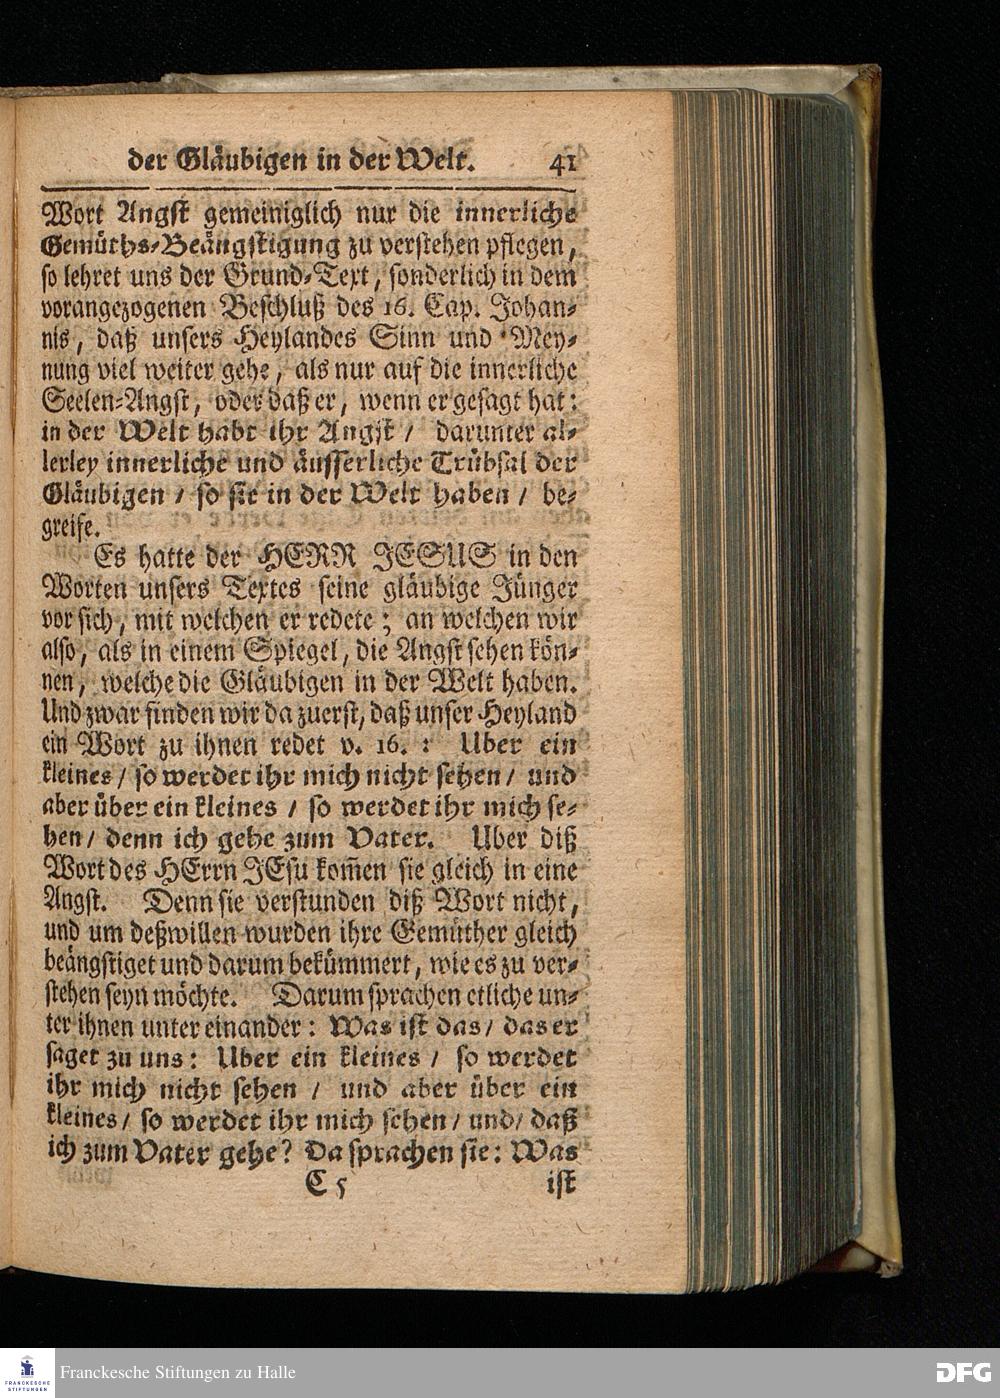 der Gläubigen in der Welt. 41
Wort Angst gemeiniglich nur die innerliche
Gemüths-Beängstigung zu verstehen pflegen,
so lehret uns der Grund-Text, sonderlich in dem
vorangezogenen Beschluß des 16. Cap. Johan-
nis, daß unsers Heylandes Sinn und Mey-
nung viel weiter gehe, als nur auf die innerliche
Seelen-Angst, oder daß er, wenn er gesagt hat:
in der Welt habt ihr Angst / darunter al-
lerley innerliche und äusserliche Trübsal der
Gläubigen / so sie in der Welt haben / be-
greife.
Es hatte der HERR JESUS in den
Worten unsers Textes seine gläubige Jünger
vor sich, mit welchen er redete; an welchen wir
also, als in einem Spiegel, die Angst sehen kön-
nen, welche die Gläubigen in der Welt haben.
Und zwar finden wir da zuerst, daß unser Heyland
ein Wort zu ihnen redet v. 16. : Uber ein
kleines / so werdet ihr mich nicht sehen / und
aber über ein kleines / so werdet ihr mich se-
hen / denn ich gehe zum Vater. Uber diß
Wort des HErrn JEsu kom̄en sie gleich in eine
Angst. Denn sie verstunden diß Wort nicht,
und um deßwillen wurden ihre Gemüther gleich
beängstiget und darum bekümmert, wie es zu ver-
stehen seyn möchte. Darum sprachen etliche un-
ter ihnen unter einander: Was ist das / das er
saget zu uns: Uber ein kleines / so werdet
ihr mich nicht sehen / und aber über ein
kleines / so werdet ihr mich sehen / und / daß
ich zum Vater gehe? Da sprachen sie: Was
C 5 ist
FRANCKESCHE
STIFTUNGEN
Franckesche Stiftungen zu Halle
DFG